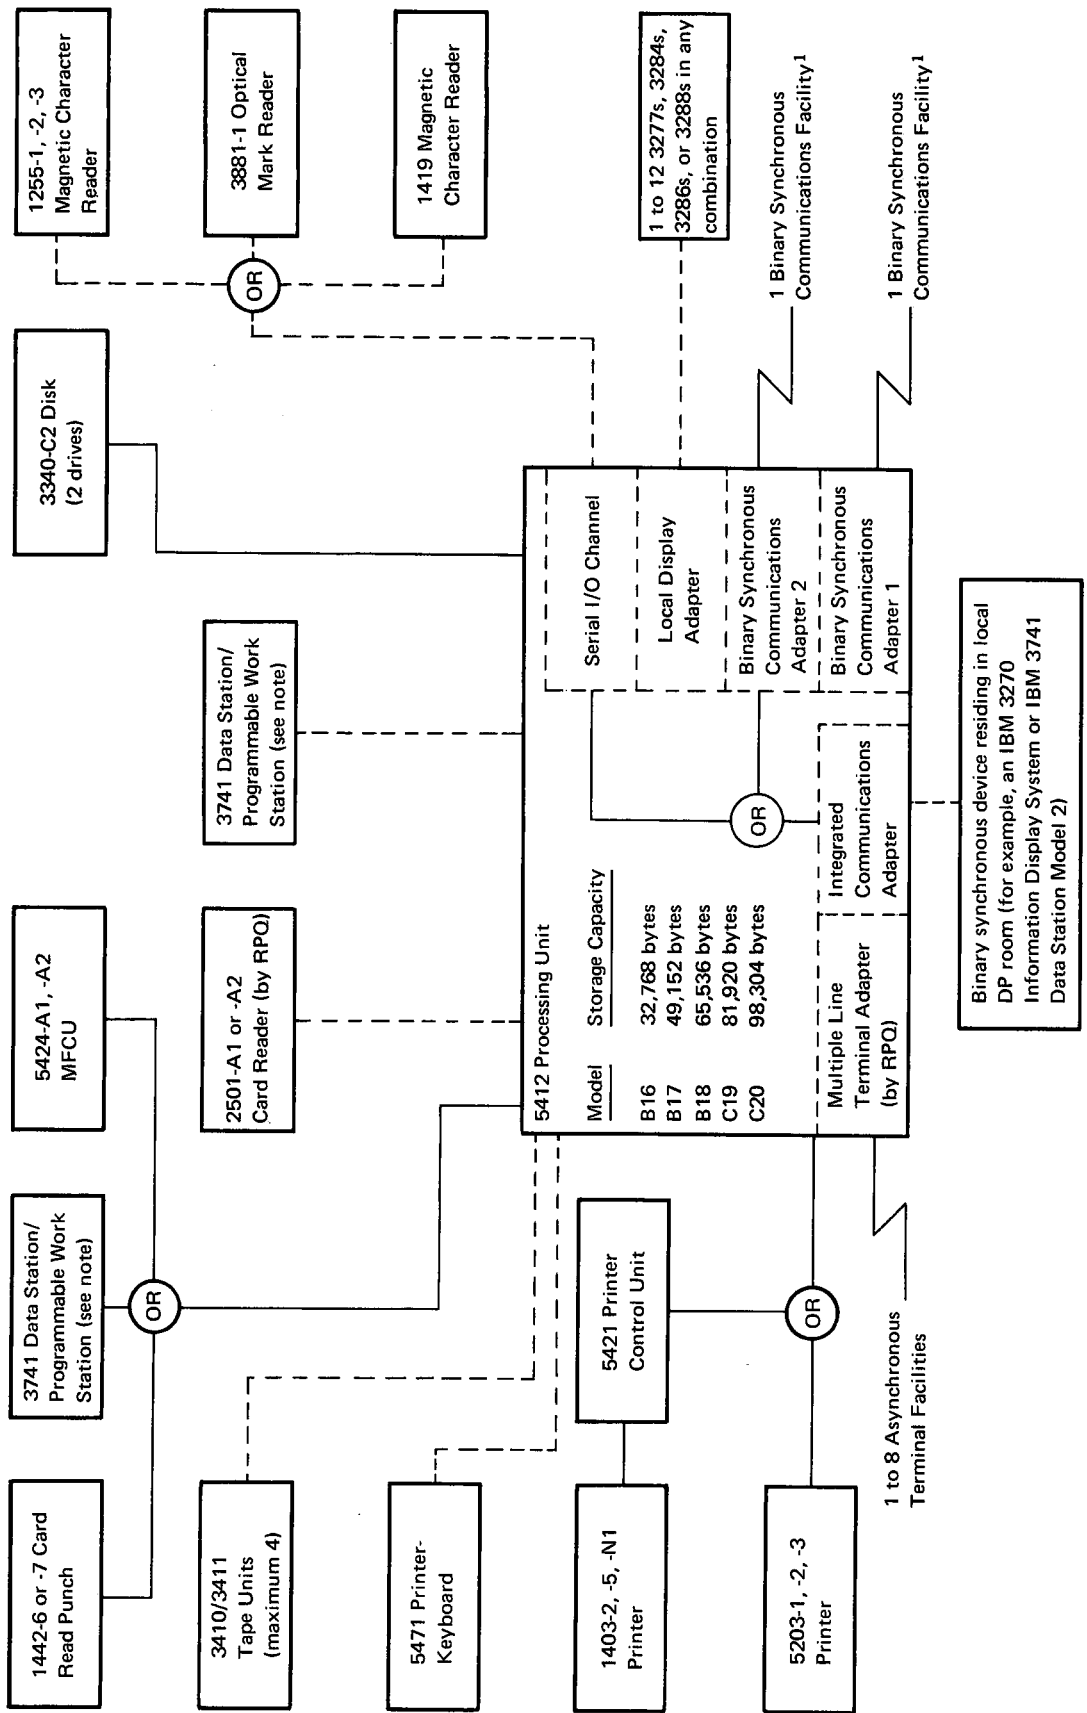 1442-6 or -7 Card
Read Punch
3741 Data Station/
Programmable Work
Station (see note)
5424-A1, -A2
MFCU
OR
3340-C2 Disk
(2 drives)
1255-1, -2, -3
Magnetic Character
Reader
3410/3411
Tape Units
(maximum 4)
2501-A1 or -A2
Card Reader (by RPQ)
3741 Data Station/
Programmable Work
Station (see note)
OR
3881-1 Optical
Mark Reader
5471 Printer-
Keyboard
1419 Magnetic
Character Reader
5412 Processing Unit
Model
Storage Capacity
B16 32,768 bytes
B17 49,152 bytes
B18 65,536 bytes
C19 81,920 bytes
C20 98,304 bytes
Serial I/O Channel
Local Display
Adapter
OR
Binary Synchronous
Communications
Adapter 2
Multiple Line
Terminal Adapter
(by RPQ)
Integrated
Communications
Adapter
Binary Synchronous
Communications
Adapter 1
1403-2, -5, -N1
Printer
5421 Printer
Control Unit
1 to 12 3277s, 3284s,
3286s, or 3288s in any
combination
5203-1, -2, -3
Printer
OR
1 Binary Synchronous
Communications Facility1
1 to 8 Asynchronous
Terminal Facilities
1 Binary Synchronous
Communications Facility1
Binary synchronous device residing in local
DP room (for example, an IBM 3270
Information Display System or IBM 3741
Data Station Model 2)